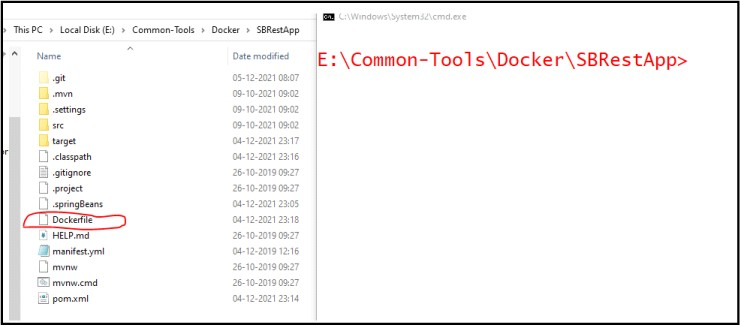 This PC > Local Disk (E:) > Common-Tools > Docker > SBRestApp
Name Date modified
.git 05-12-2021 08:07
.mvn 09-10-2021 09:02
.settings 09-10-2021 09:02
src 09-10-2021 09:02
target 04-12-2021 23:17
.classpath 04-12-2021 23:16
.gitignore 26-10-2019 09:27
.project 26-10-2019 09:27
.springBeans 04-12-2021 23:05
Dockerfile 04-12-2021 23:18
HELP.md 26-10-2019 09:27
manifest.yml 04-12-2019 12:16
mvnw 26-10-2019 09:27
mvnw.cmd 26-10-2019 09:27
pom.xml 04-12-2021 23:14
C:\Windows\System32\cmd.exe
E:\Common-Tools\Docker\SBRestApp>